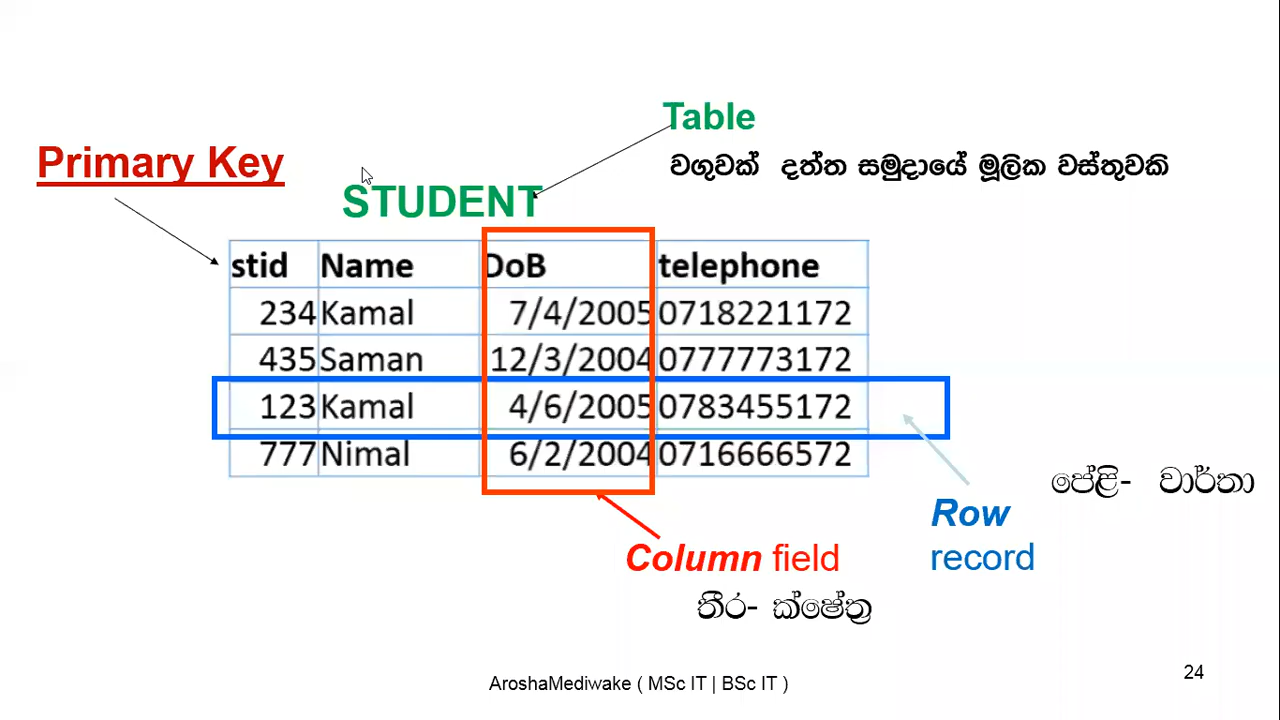 Table
Primary Key
වගුවක් දත්ත සමුදායේ මූලික වස්තුවකි
STUDENT
stid Name DoB telephone
234 Kamal 7/4/2005 0718221172
435 Saman 12/3/2004 0777773172
123 Kamal 4/6/2005 0783455172
777 Nimal 6/2/2004 0716666572
පේළි- වාර්තා
Row
record
Column field
තීර- ක්ෂේත්‍ර
AroshaMediwake ( MSc IT | BSc IT )
24